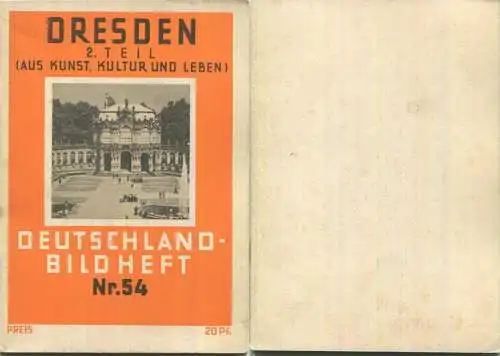 DRESDEN
2. TEIL
(AUS KUNST, KULTUR UND LEBEN)
DEUTSCHLAND-
BILDHEFT
Nr.54
PREIS 20 Pf.